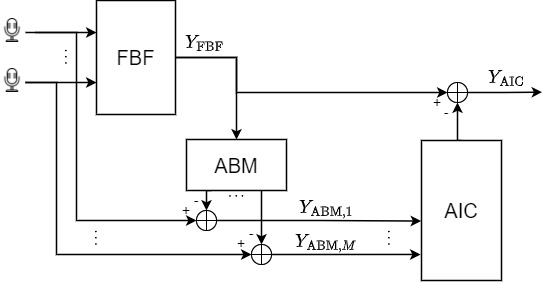 FBF
Y_FBF
Y_AIC
+
-
ABM
...
-
+
Y_ABM,1
AIC
-
+
Y_ABM,M